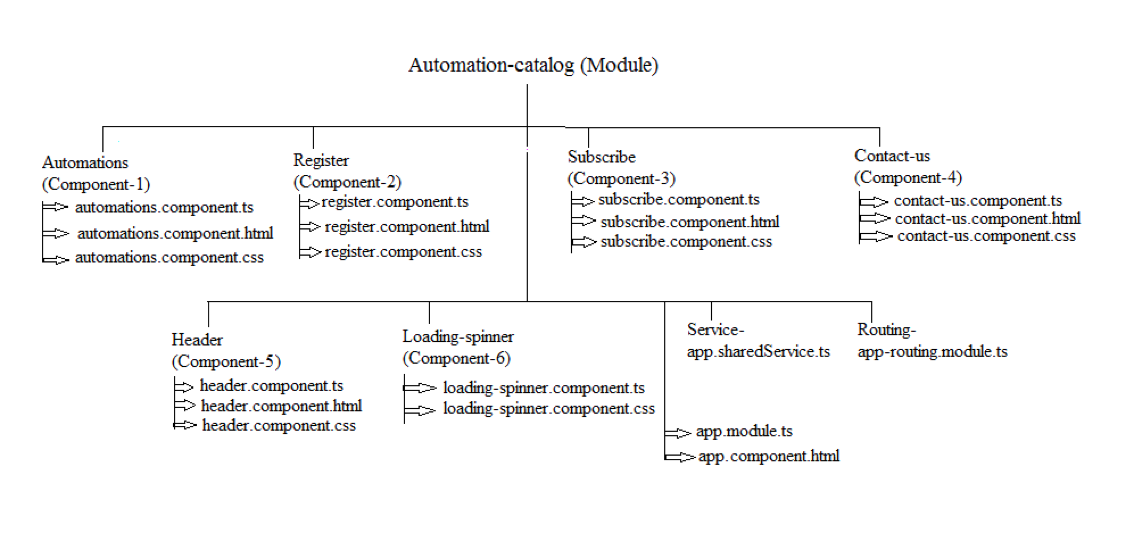 Automation-catalog (Module)
Automations
(Component-1)
automations.component.ts
automations.component.html
automations.component.css
Register
(Component-2)
register.component.ts
register.component.html
register.component.css
Subscribe
(Component-3)
subscribe.component.ts
subscribe.component.html
subscribe.component.css
Contact-us
(Component-4)
contact-us.component.ts
contact-us.component.html
contact-us.component.css
Header
(Component-5)
header.component.ts
header.component.html
header.component.css
Loading-spinner
(Component-6)
loading-spinner.component.ts
loading-spinner.component.css
app.module.ts
app.component.html
Service-
app.sharedService.ts
Routing-
app-routing.module.ts